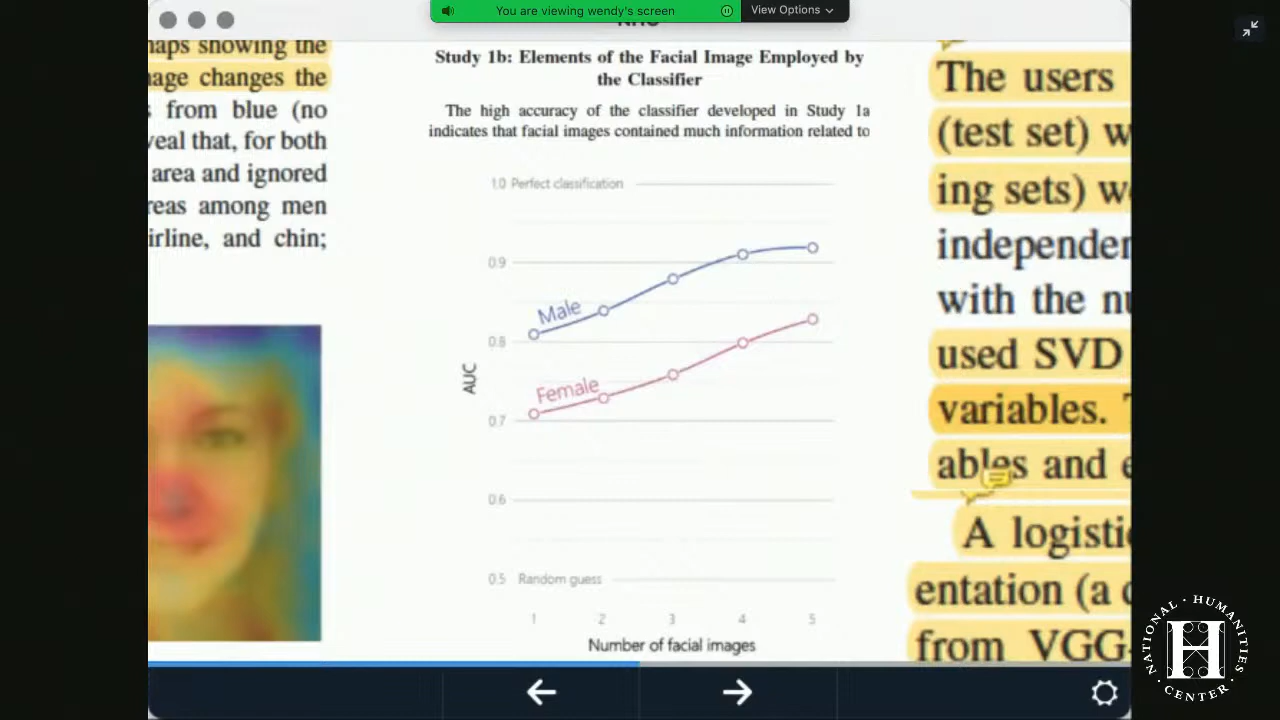 You are viewing wendy's screen
View Options
naps showing the
nage changes the
from blue (no
veal that, for both
area and ignored
reas among men
irline, and chin;
Study 1b: Elements of the Facial Image Employed by
the Classifier
The high accuracy of the classifier developed in Study 1a
indicates that facial images contained much information related to
1.0 Perfect classification
0.9
0.8
0.7
0.6
0.5 Random guess
AUC
Male
Female
1 2 3 4 5
Number of facial images
The users
(test set) w
ing sets) w
independer
with the nu
used SVD
variables. T
ables and e
A logistic
entation (a
from VGG-
NATIONAL · HUMANITIES
H
CENTER